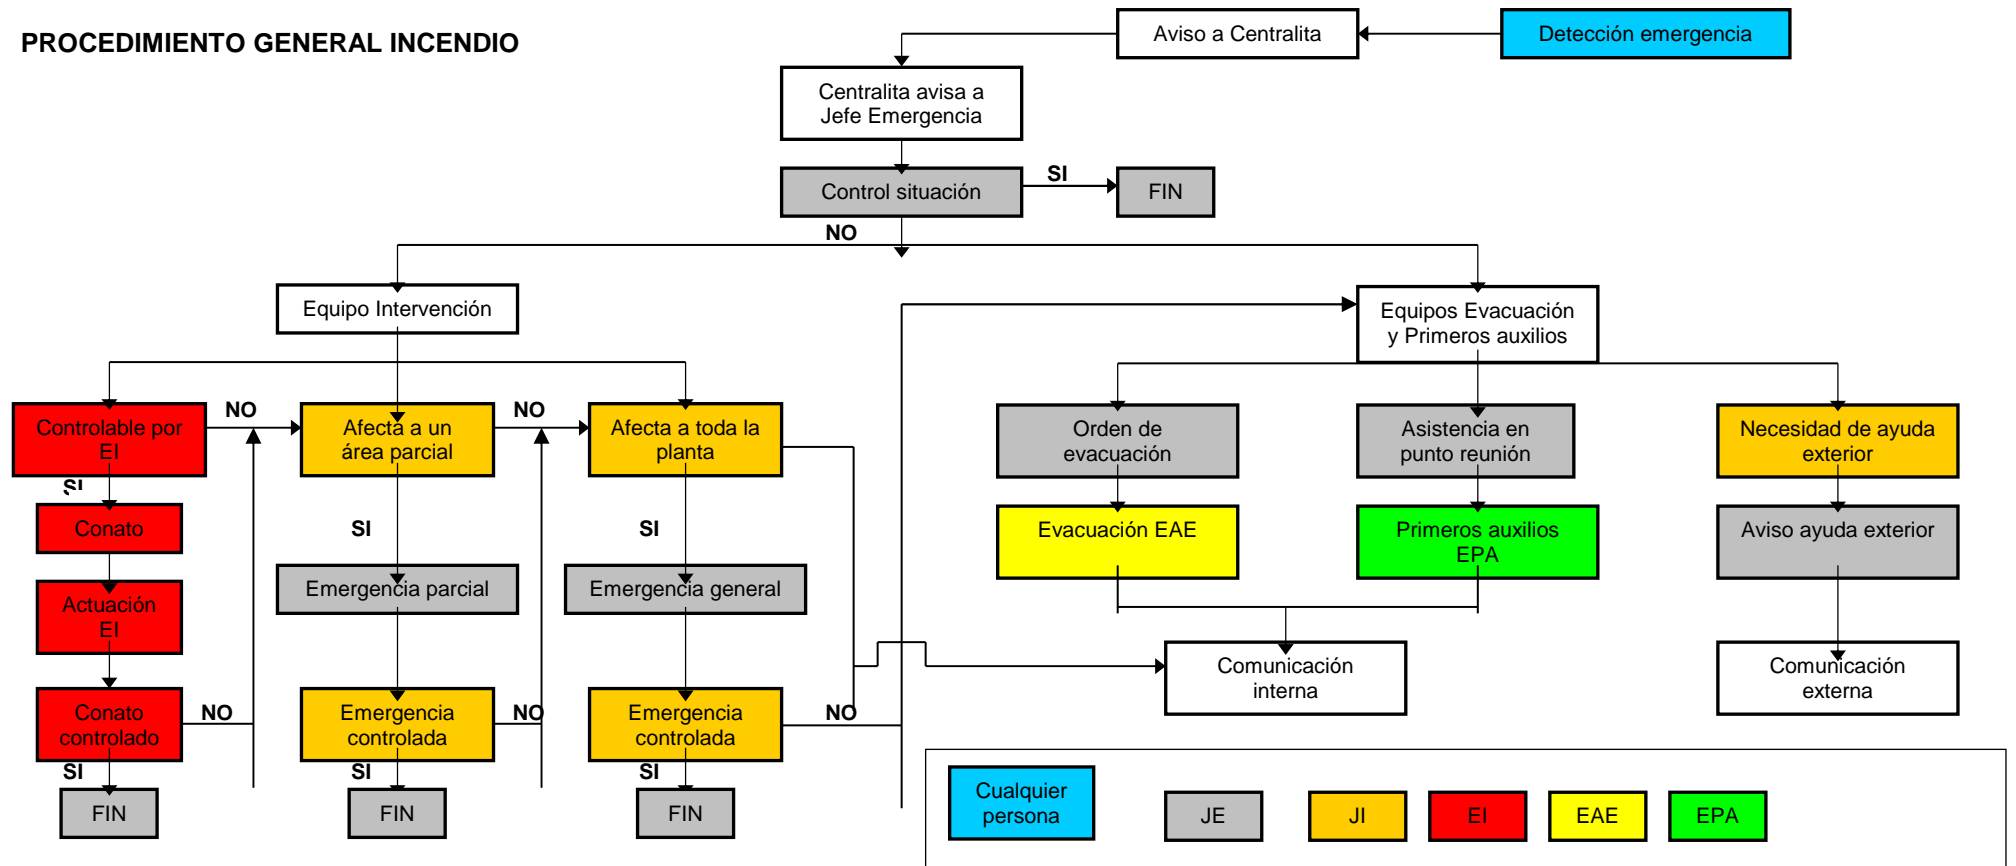 PROCEDIMIENTO GENERAL INCENDIO
Aviso a Centralita
Detección emergencia
Centralita avisa a
Jefe Emergencia
Control situación
SI
FIN
NO
Equipo Intervención
Equipos Evacuación
y Primeros auxilios
Controlable por
EI
NO
Afecta a un
área parcial
NO
Afecta a toda la
planta
Orden de
evacuación
Asistencia en
punto reunión
Necesidad de ayuda
exterior
SI
Conato
SI
SI
Evacuación EAE
Primeros auxilios
EPA
Aviso ayuda exterior
Actuación
EI
Emergencia parcial
Emergencia general
Comunicación
interna
Comunicación
externa
Conato
controlado
NO
Emergencia
controlada
NO
Emergencia
controlada
NO
SI
SI
SI
FIN
FIN
FIN
Cualquier
persona
JE
JI
EI
EAE
EPA